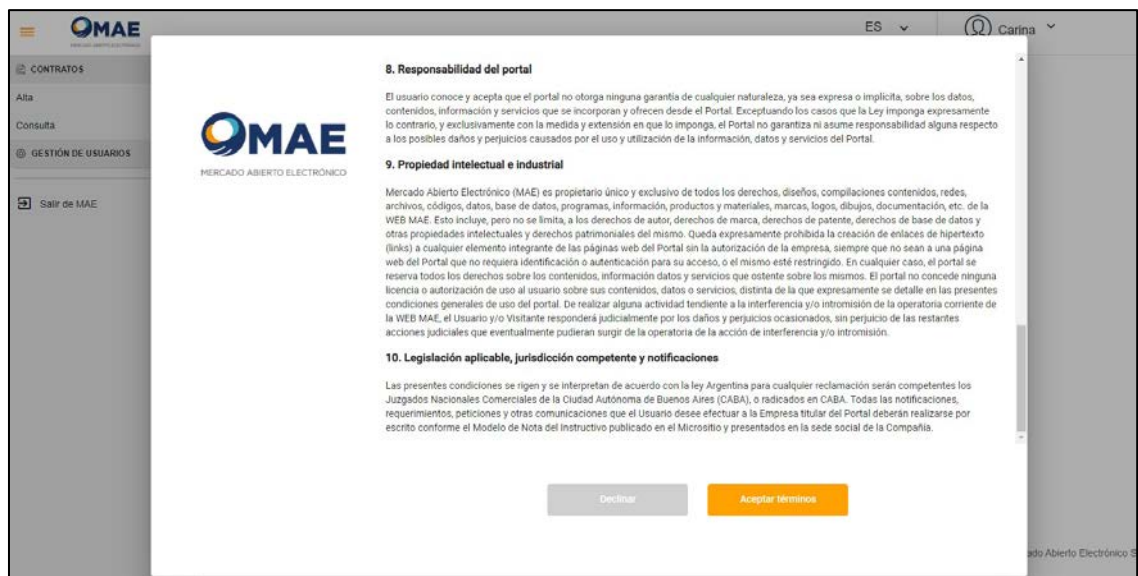 MAE
MERCADO ABIERTO ELECTRÓNICO
ES
Carina
CONTRATOS
Alta
Consulta
GESTIÓN DE USUARIOS
Salir de MAE
MAE
MERCADO ABIERTO ELECTRÓNICO
8. Responsabilidad del portal
El usuario conoce y acepta que el portal no otorga ninguna garantía de cualquier naturaleza, ya sea expresa o implícita, sobre los datos,
contenidos, información y servicios que se incorporan y ofrecen desde el Portal. Exceptuando los casos que la Ley imponga expresamente
lo contrario, y exclusivamente con la medida y extensión en que lo imponga, el Portal no garantiza ni asume responsabilidad alguna respecto
a los posibles daños y perjuicios causados por el uso y utilización de la información, datos y servicios del Portal.
9. Propiedad intelectual e industrial
Mercado Abierto Electrónico (MAE) es propietario único y exclusivo de todos los derechos, diseños, compilaciones contenidos, redes,
archivos, códigos, datos, base de datos, programas, información, productos y materiales, marcas, logos, dibujos, documentación, etc. de la
WEB MAE. Esto incluye, pero no se limita, a los derechos de autor, derechos de marca, derechos de patente, derechos de base de datos y
otras propiedades intelectuales y derechos patrimoniales del mismo. Queda expresamente prohibida la creación de enlaces de hipertexto
(links) a cualquier elemento integrante de las páginas web del Portal sin la autorización de la empresa, siempre que no sean a una página
web del Portal que no requiera identificación o autenticación para su acceso, o el mismo esté restringido. En cualquier caso, el portal se
reserva todos los derechos sobre los contenidos, información datos y servicios que ostente sobre los mismos. El portal no concede ninguna
licencia o autorización de uso al usuario sobre sus contenidos, datos o servicios, distinta de la que expresamente se detalle en las presentes
condiciones generales de uso del portal. De realizar alguna actividad tendiente a la interferencia y/o intromisión de la operatoria corriente de
la WEB MAE, el Usuario y/o Visitante responderá judicialmente por los daños y perjuicios ocasionados, sin perjuicio de las restantes
acciones judiciales que eventualmente pudieran surgir de la operatoria de la acción de interferencia y/o intromisión.
10. Legislación aplicable, jurisdicción competente y notificaciones
Las presentes condiciones se rigen y se interpretan de acuerdo con la ley Argentina para cualquier reclamación serán competentes los
Juzgados Nacionales Comerciales de la Ciudad Autónoma de Buenos Aires (CABA), o radicados en CABA. Todas las notificaciones,
requerimientos, peticiones y otras comunicaciones que el Usuario desee efectuar a la Empresa titular del Portal deberán realizarse por
escrito conforme el Modelo de Nota del Instructivo publicado en el Micrositio y presentados en la sede social de la Compañía.
Declinar
Aceptar términos
ado Abierto Electrónico S